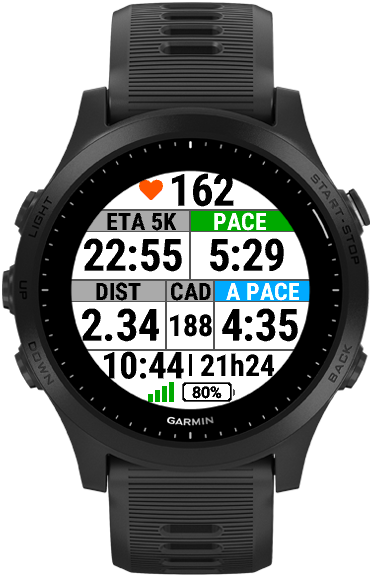 162
ETA 5K PACE
22:55 5:29
DIST CAD A PACE
2.34 188 4:35
10:44 21h24
80%
GARMIN
LIGHT
UP
DOWN
START·STOP
BACK